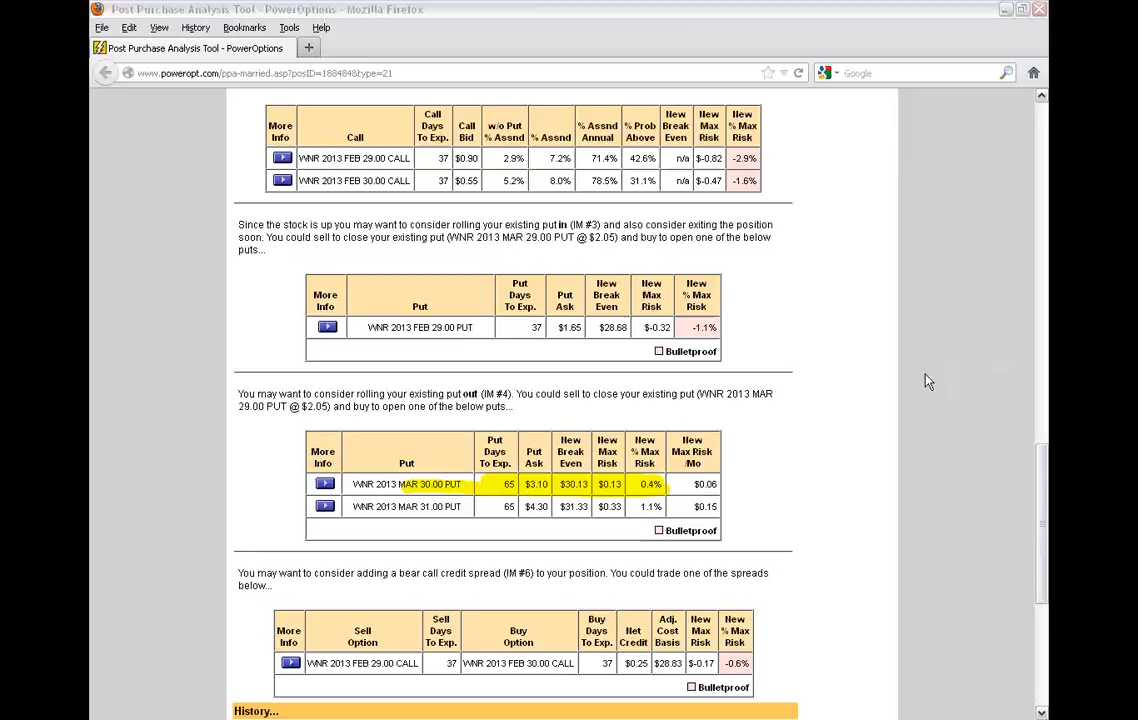 Post Purchase Analysis Tool - PowerOptions - Mozilla Firefox
File Edit View History Bookmarks Tools Help
Post Purchase Analysis Tool - PowerOptions
www.poweropt.com/ppa-married.asp?posID=188484&type=21
Google
More Info Call Call Days To Exp. Call Bid w/o Put % Assnd % Assnd % Assnd Annual % Prob Above New Break Even New Max Risk New % Max Risk
WNR 2013 FEB 29.00 CALL 37 $0.90 2.9% 7.2% 71.4% 42.6% n/a $-0.82 -2.9%
WNR 2013 FEB 30.00 CALL 37 $0.55 5.2% 8.0% 78.5% 31.1% n/a $-0.47 -1.6%
Since the stock is up you may want to consider rolling your existing put in (IM #3) and also consider exiting the position
soon. You could sell to close your existing put (WNR 2013 MAR 29.00 PUT @ $2.05) and buy to open one of the below
puts...
More Info Put Put Days To Exp. Put Ask New Break Even New Max Risk New % Max Risk
WNR 2013 FEB 29.00 PUT 37 $1.65 $28.68 $-0.32 -1.1%
Bulletproof
You may want to consider rolling your existing put out (IM #4). You could sell to close your existing put (WNR 2013 MAR
29.00 PUT @ $2.05) and buy to open one of the below puts...
More Info Put Put Days To Exp. Put Ask New Break Even New Max Risk New % Max Risk New Max Risk /Mo
WNR 2013 MAR 30.00 PUT 65 $3.10 $30.13 $0.13 0.4% $0.06
WNR 2013 MAR 31.00 PUT 65 $4.30 $31.33 $0.33 1.1% $0.15
Bulletproof
You may want to consider adding a bear call credit spread (IM #6) to your position. You could trade one of the spreads
below...
More Info Sell Option Sell Days To Exp. Buy Option Buy Days To Exp. Net Credit Adj. Cost Basis New Max Risk New % Max Risk
WNR 2013 FEB 29.00 CALL 37 WNR 2013 FEB 30.00 CALL 37 $0.25 $28.83 $-0.17 -0.6%
Bulletproof
History...